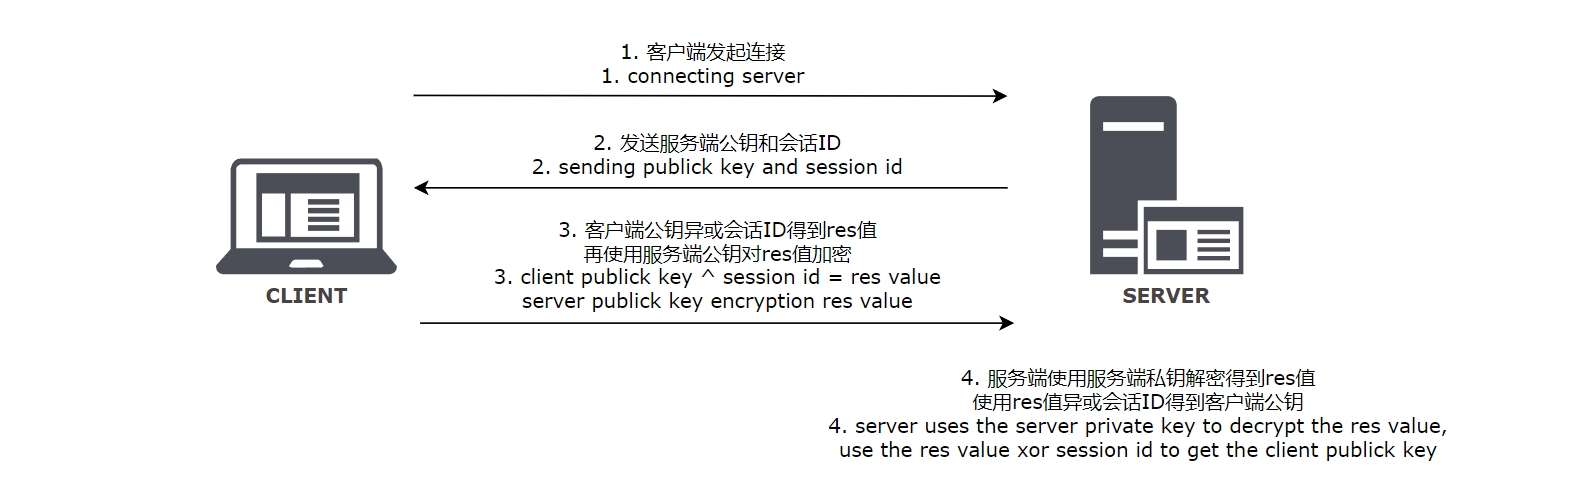 1. 客户端发起连接
1. connecting server
2. 发送服务端公钥和会话ID
2. sending publick key and session id
3. 客户端公钥异或会话ID得到res值
再使用服务端公钥对res值加密
3. client publick key ^ session id = res value
server publick key encryption res value
CLIENT
SERVER
4. 服务端使用服务端私钥解密得到res值
使用res值异或会话ID得到客户端公钥
4. server uses the server private key to decrypt the res value,
use the res value xor session id to get the client publick key